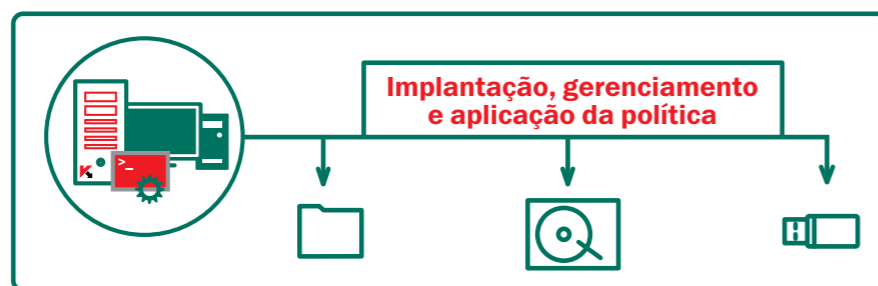 Implantação, gerenciamento
e aplicação da política
>_